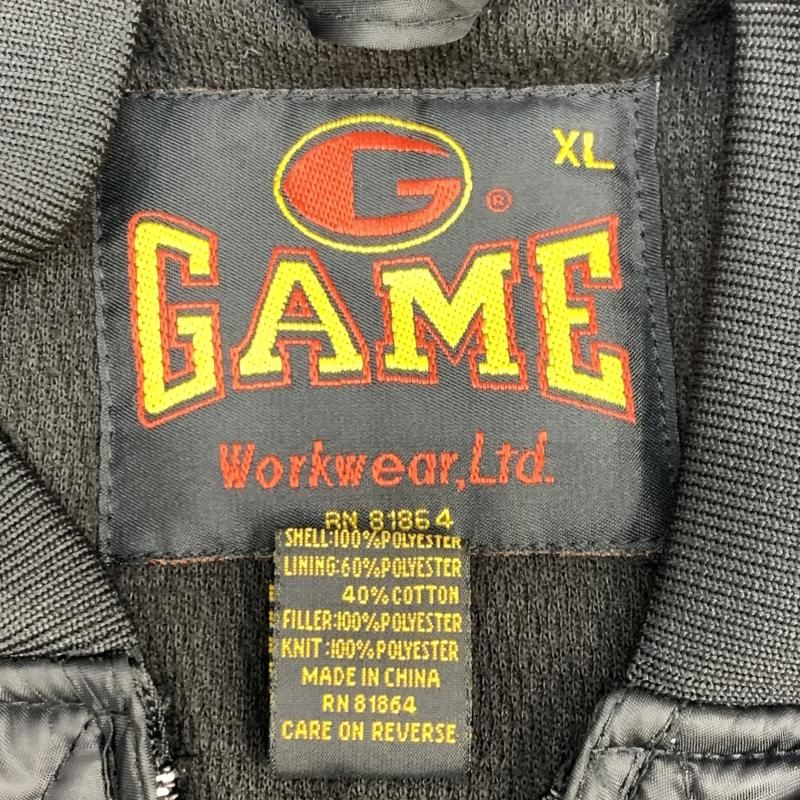 G ®
XL
GAME
Workwear, Ltd.
RN 81864
SHELL:100%POLYESTER
LINING:60%POLYESTER
40%COTTON
FILLER:100%POLYESTER
KNIT:100%POLYESTER
MADE IN CHINA
RN 81864
CARE ON REVERSE